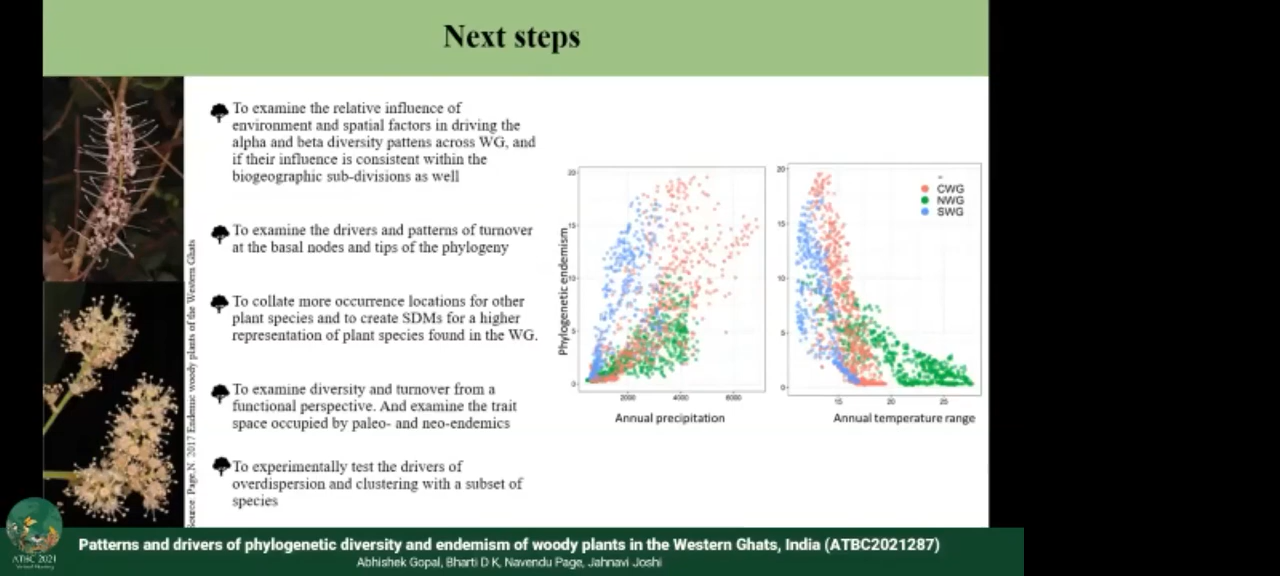 Next steps
To examine the relative influence of
environment and spatial factors in driving the
alpha and beta diversity pattens across WG, and
if their influence is consistent within the
biogeographic sub-divisions as well
To examine the drivers and patterns of turnover
at the basal nodes and tips of the phylogeny
To collate more occurrence locations for other
plant species and to create SDMs for a higher
representation of plant species found in the WG.
To examine diversity and turnover from a
functional perspective. And examine the trait
space occupied by paleo- and neo-endemics
To experimentally test the drivers of
overdispersion and clustering with a subset of
species
Source: Page,N. 2017 Endemic woody plants of the Western Ghats
Phylogenetic endemism
20
15
10
5
0
2000
4000
6000
Annual precipitation
20
15
10
5
0
15
20
25
Annual temperature range
CWG
NWG
SWG
ATBC 2021
Virtual Meeting
Patterns and drivers of phylogenetic diversity and endemism of woody plants in the Western Ghats, India (ATBC2021287)
Abhishek Gopal, Bharti D K, Navendu Page, Jahnavi Joshi